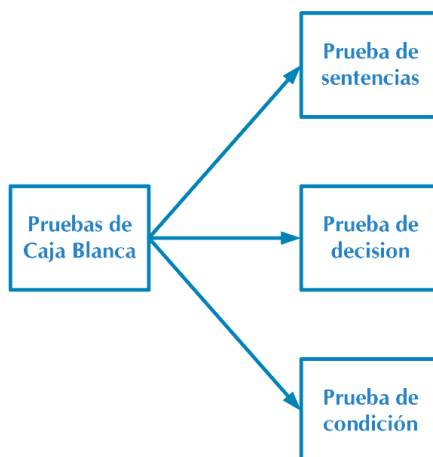 Prueba de
sentencias
Pruebas de
Caja Blanca
Prueba de
decision
Prueba de
condición